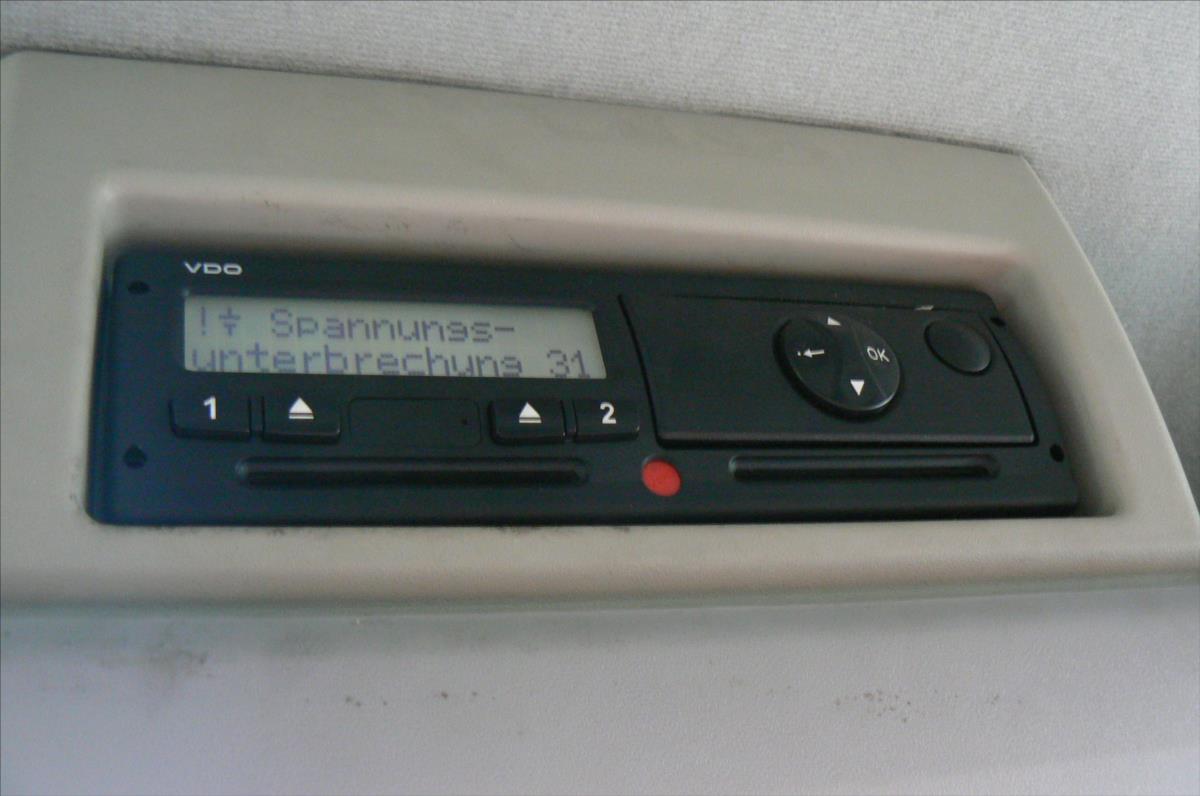 VDO
! Spannungs-
unterbrechung 31
1
2
OK